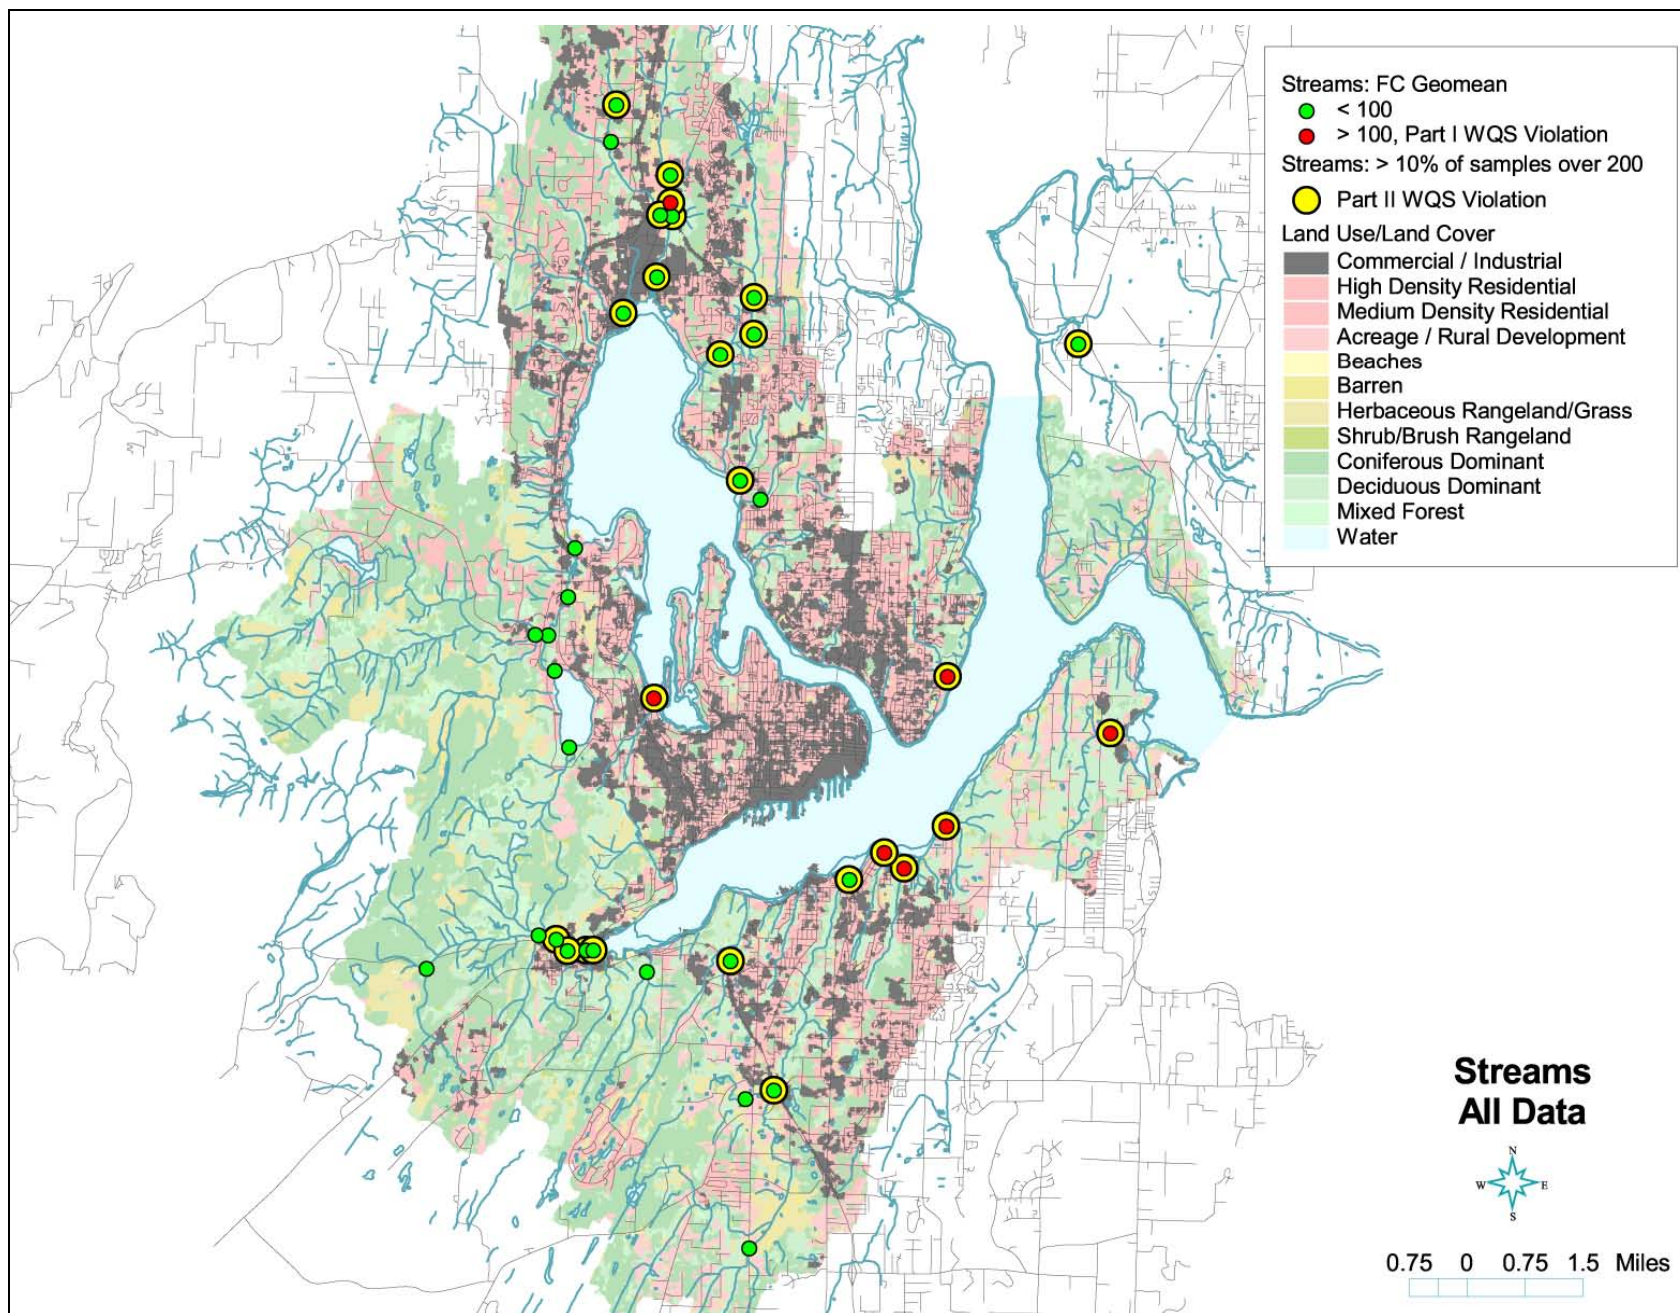 Streams: FC Geomean
< 100
> 100, Part I WQS Violation
Streams: > 10% of samples over 200
Part II WQS Violation
Land Use/Land Cover
Commercial / Industrial
High Density Residential
Medium Density Residential
Acreage / Rural Development
Beaches
Barren
Herbaceous Rangeland/Grass
Shrub/Brush Rangeland
Coniferous Dominant
Deciduous Dominant
Mixed Forest
Water
Streams
All Data
N
W E
S
0.75 0 0.75 1.5 Miles